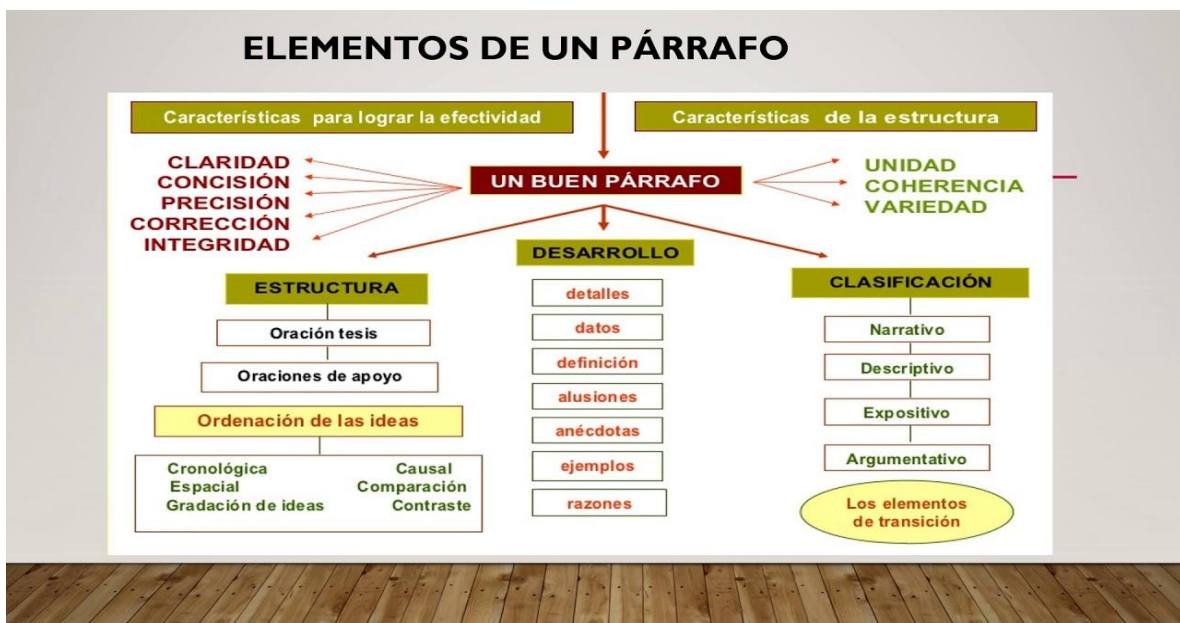 ELEMENTOS DE UN PÁRRAFO
Características para lograr la efectividad
Características de la estructura
CLARIDAD
CONCISIÓN
PRECISIÓN
CORRECCIÓN
INTEGRIDAD
UN BUEN PÁRRAFO
UNIDAD
COHERENCIA
VARIEDAD
ESTRUCTURA
Oración tesis
Oraciones de apoyo
Ordenación de las ideas
Cronológica Causal
Espacial Comparación
Gradación de ideas Contraste
DESARROLLO
detalles
datos
definición
alusiones
anécdotas
ejemplos
razones
CLASIFICACIÓN
Narrativo
Descriptivo
Expositivo
Argumentativo
Los elementos
de transición